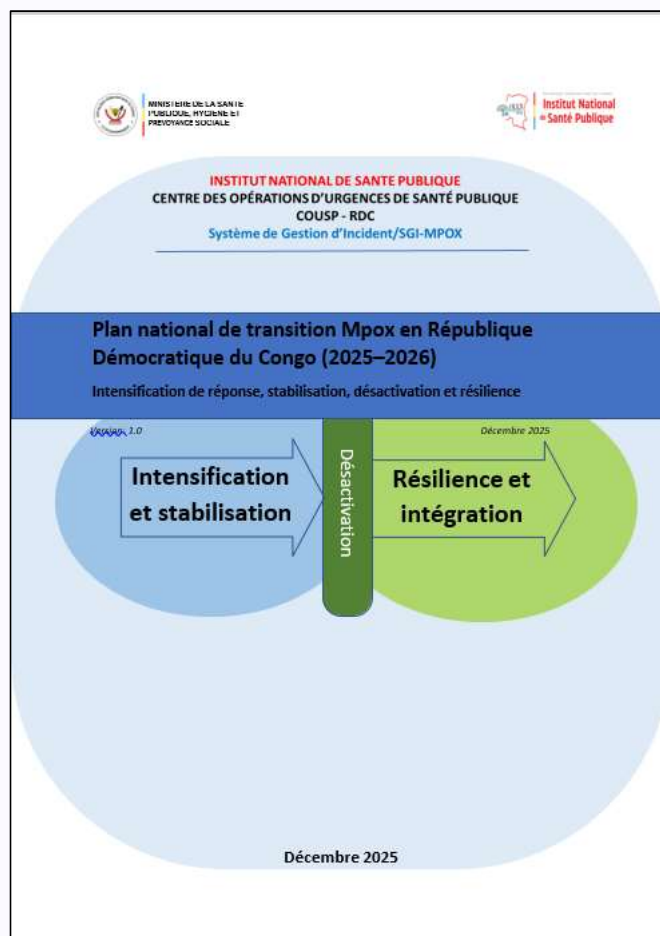 MINISTERE DE LA SANTE
PUBLIQUE, HYGIENE ET
PREVOYANCE SOCIALE
Institut National
de Santé Publique
INSTITUT NATIONAL DE SANTE PUBLIQUE
CENTRE DES OPÉRATIONS D'URGENCES DE SANTÉ PUBLIQUE
COUSP - RDC
Système de Gestion d'Incident/SGI-MPOX
Plan national de transition Mpox en République
Démocratique du Congo (2025–2026)
Intensification de réponse, stabilisation, désactivation et résilience
Version: 1.0
Décembre 2025
Intensification
et stabilisation
Désactivation
Résilience et
intégration
Décembre 2025